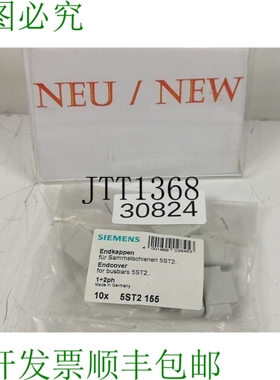 图必原
NEU / NEW
JTT1368
30824
SIEMENS
Endkappen
für Sammelschienen 5ST2..
Endcover
for busbars 5ST2..
1+2ph
Made in Germany
10x 5ST2 155
开发票顺丰包邮